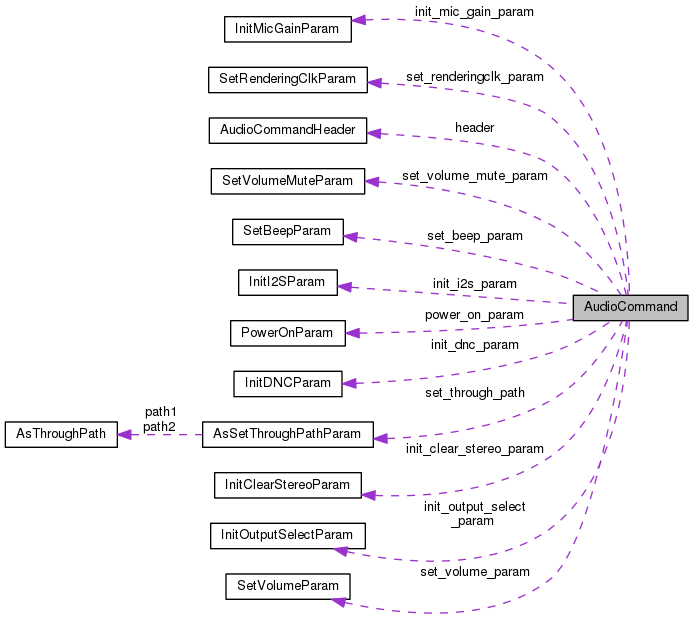 init_mic_gain_param
InitMicGainParam
SetRenderingClkParam
set_renderingclk_param
AudioCommandHeader
header
SetVolumeMuteParam
set_volume_mute_param
SetBeepParam
set_beep_param
InitI2SParam
init_i2s_param
AudioCommand
PowerOnParam
power_on_param
InitDNCParam
init_dnc_param
set_through_path
path1
path2
AsThroughPath
AsSetThroughPathParam
init_clear_stereo_param
InitClearStereoParam
init_output_select
_param
InitOutputSelectParam
set_volume_param
SetVolumeParam